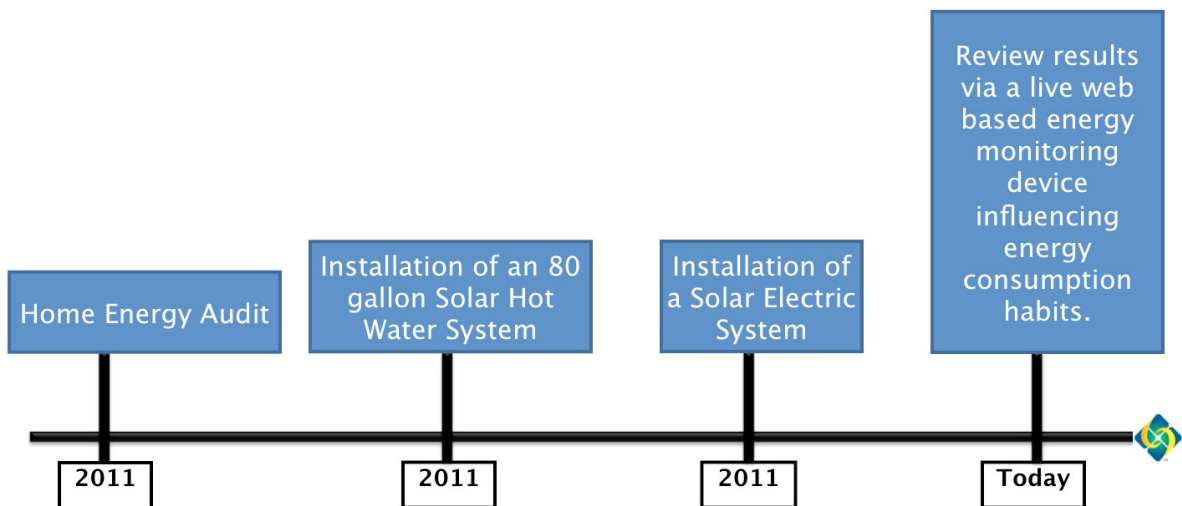 Home Energy Audit
Installation of an 80
gallon Solar Hot
Water System
Installation of
a Solar Electric
System
Review results
via a live web
based energy
monitoring
device
influencing
energy
consumption
habits.
2011
2011
2011
Today